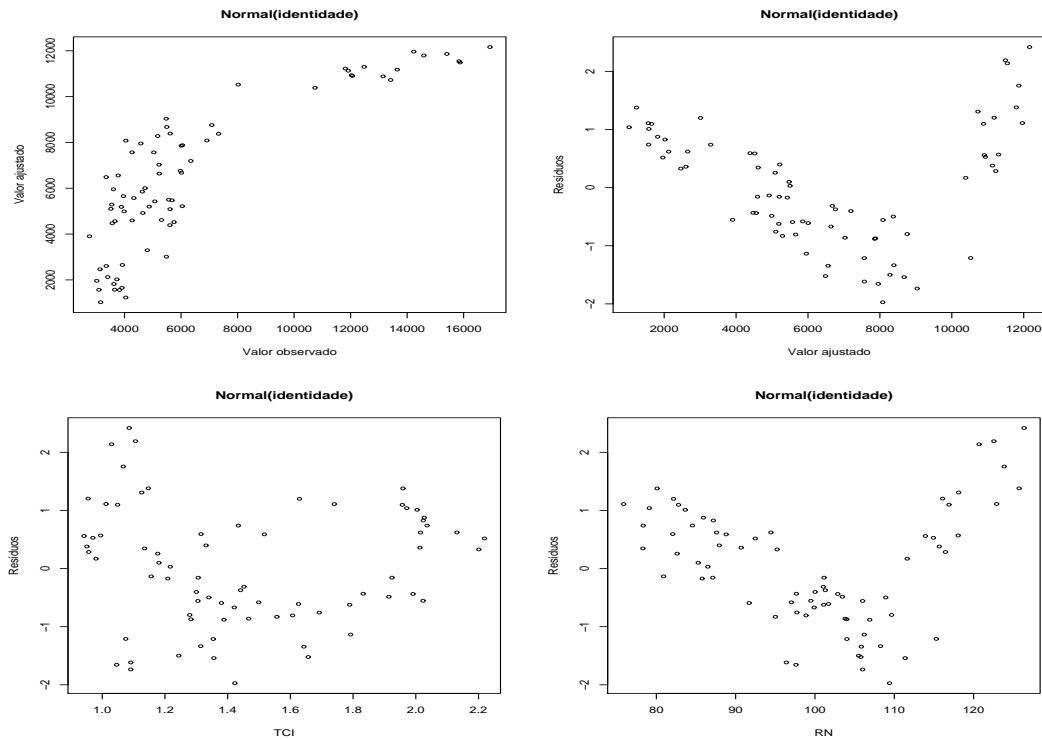 Normal(identidade)
Valor ajustado
2000 4000 6000 8000 10000 12000
4000 6000 8000 10000 12000 14000 16000
Valor observado
Normal(identidade)
Resíduos
-2 -1 0 1 2
2000 4000 6000 8000 10000 12000
Valor ajustado
Normal(identidade)
Resíduos
-2 -1 0 1 2
1.0 1.2 1.4 1.6 1.8 2.0 2.2
TCI
Normal(identidade)
Resíduos
-2 -1 0 1 2
80 90 100 110 120
RN